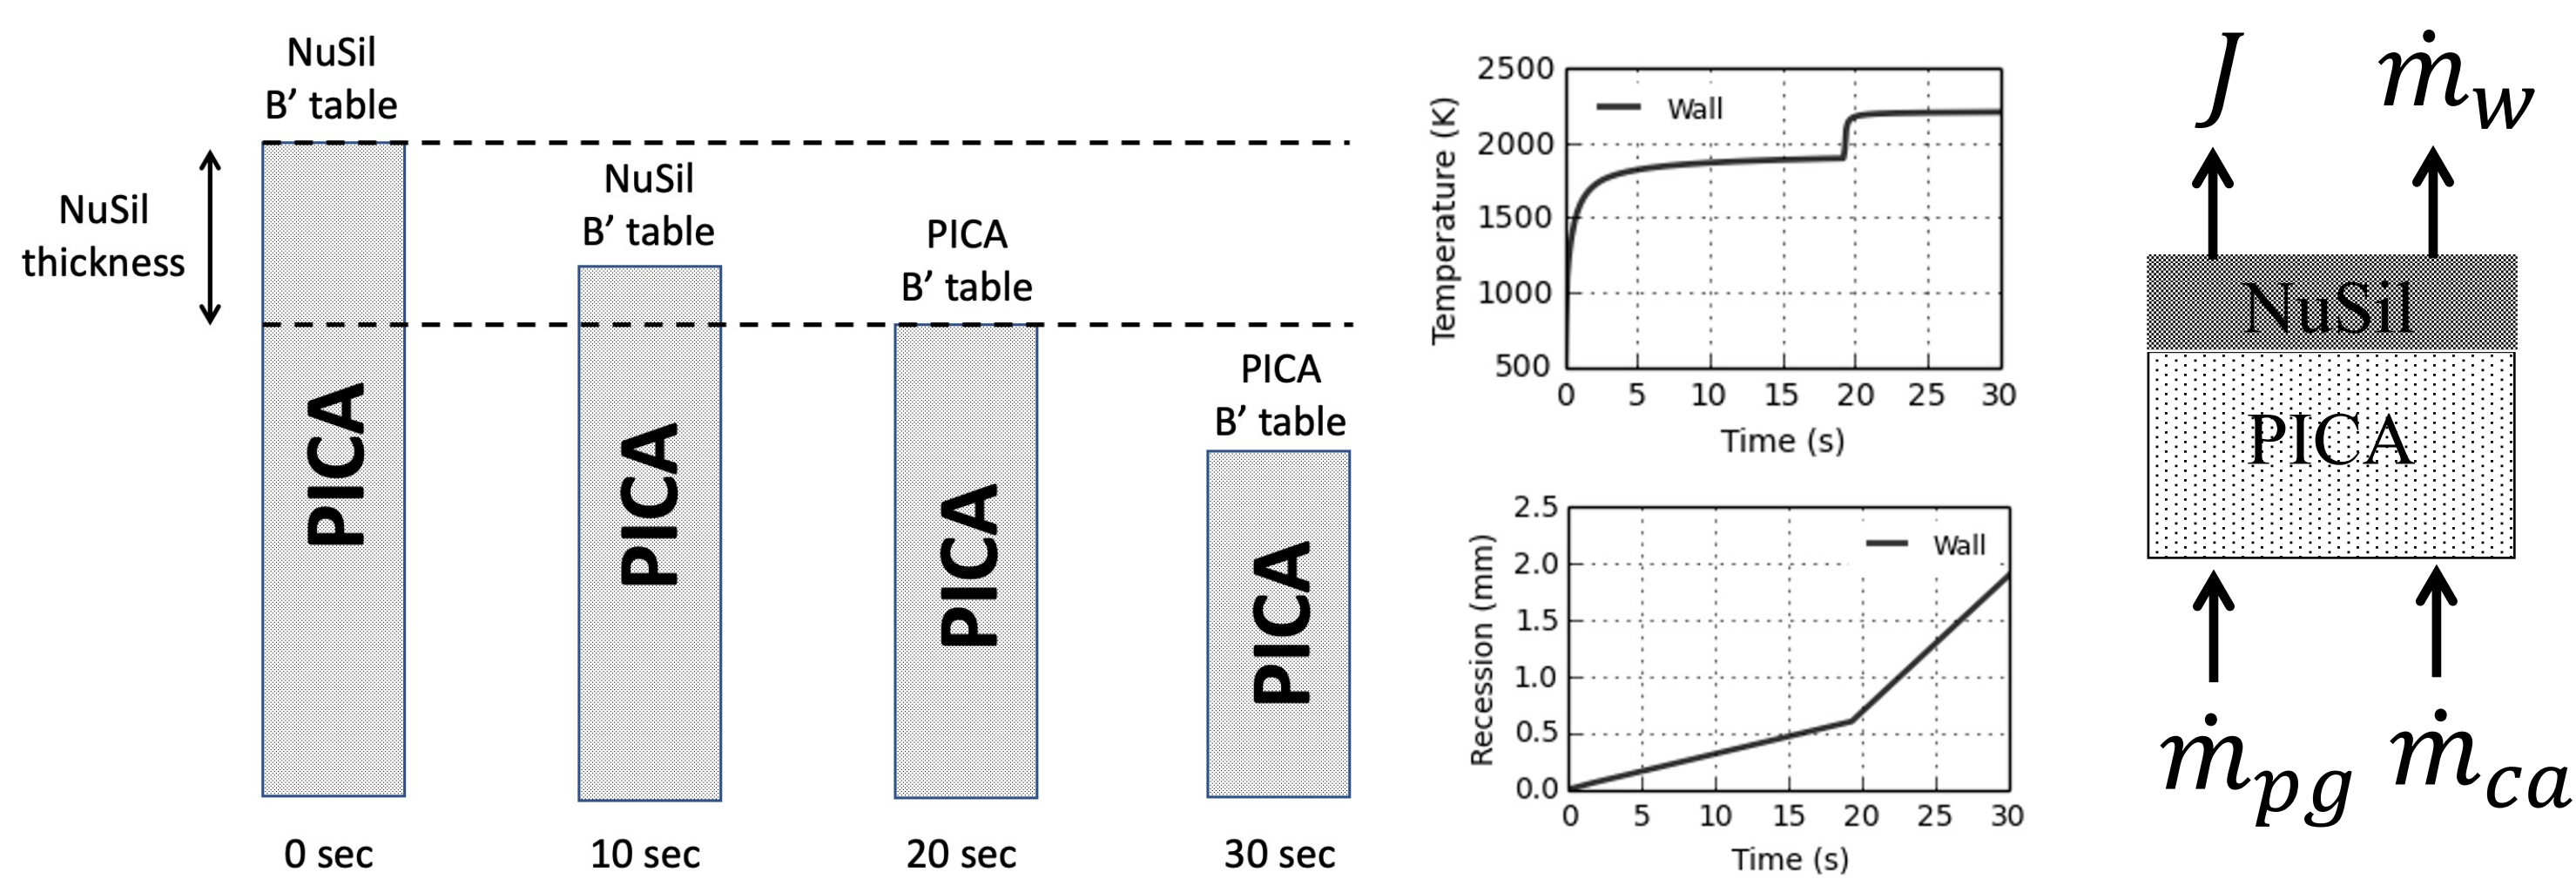 NuSil
B’ table
NuSil
thickness
NuSil
B’ table
PICA
B’ table
PICA
B’ table
PICA
PICA
PICA
PICA
0 sec
10 sec
20 sec
30 sec
2500
2000
1500
1000
500
Temperature (K)
Wall
0 5 10 15 20 25 30
Time (s)
2.5
2.0
1.5
1.0
0.5
0.0
Recession (mm)
Wall
0 5 10 15 20 25 30
Time (s)
J ṁ_w
NuSil
PICA
ṁ_pg ṁ_ca